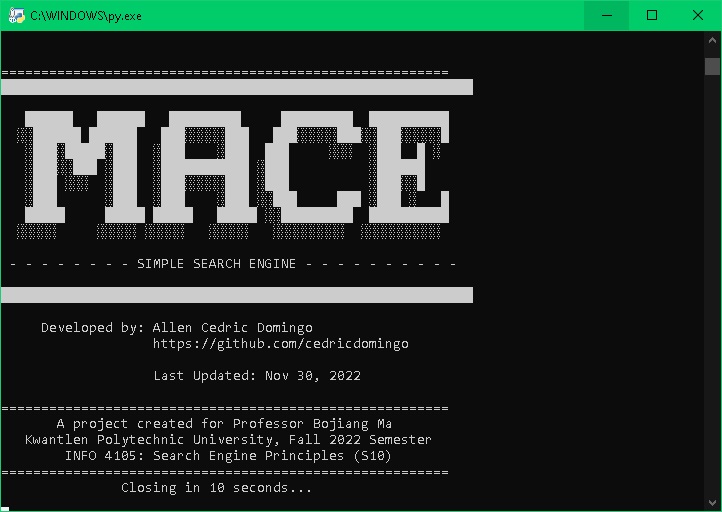 C:\WINDOWS\py.exe
MACE
- - - - - - - - SIMPLE SEARCH ENGINE - - - - - - - - - -
Developed by: Allen Cedric Domingo
https://github.com/cedricdomingo
Last Updated: Nov 30, 2022
A project created for Professor Bojiang Ma
Kwantlen Polytechnic University, Fall 2022 Semester
INFO 4105: Search Engine Principles (S10)
Closing in 10 seconds...